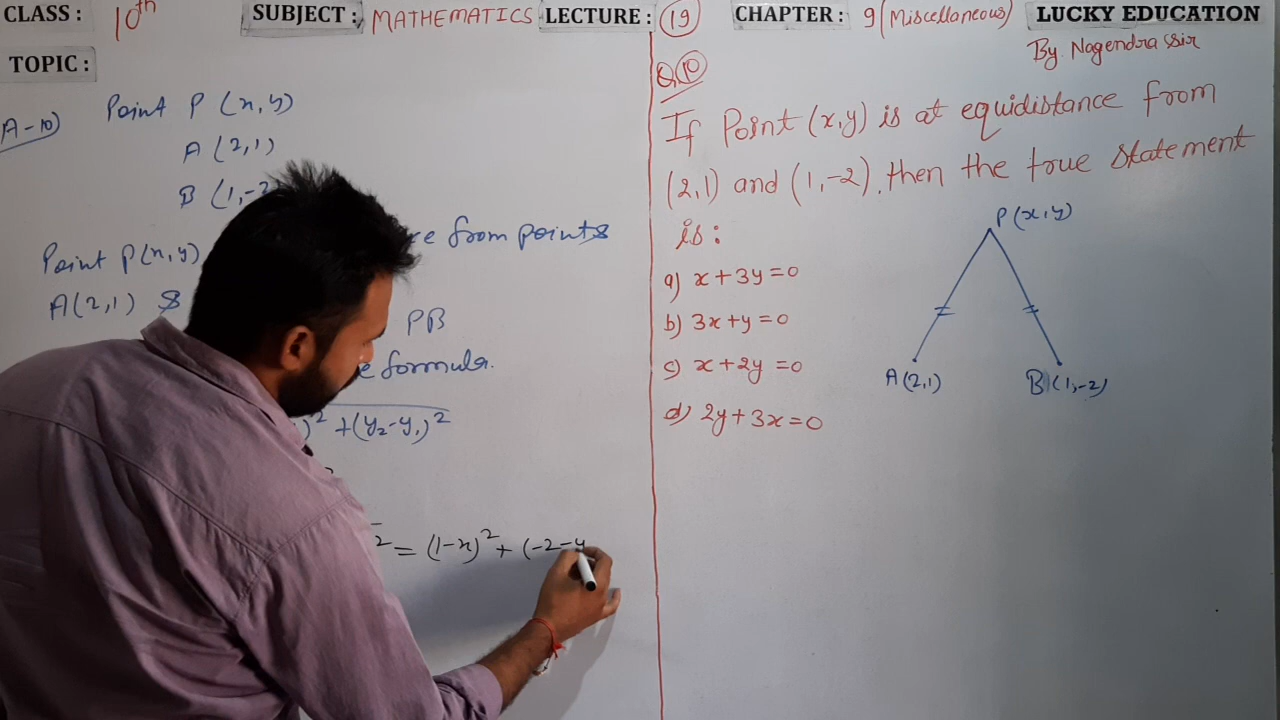 CLASS : 10th SUBJECT : MATHEMATICS LECTURE : 19 CHAPTER : 9 (Miscellaneous) LUCKY EDUCATION
By Nagendra Sir
TOPIC :
A-10) Point P (x,y)
A (2,1)
B (1,-2
Point P(x,y) from points
A(2,1) &
PB
formula.
)² +(y₂-y₁)²
² = (1-x)² + (-2-y
Q.10
If Point (x,y) is at equidistance from
(2,1) and (1,-2), then the true statement
is :
a) x+3y=0
b) 3x+y=0
c) x+2y=0
d) 2y+3x=0
P(x,y)
A(2,1) B(1,-2)